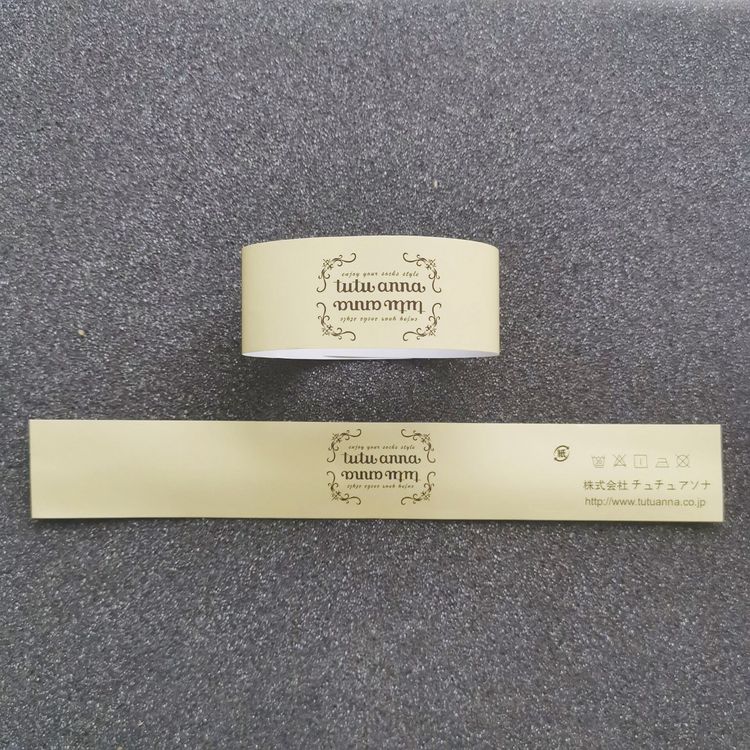 enjoy your socks style
tutu anna
tutu anna
enjoy your socks style
enjoy your socks style
tutu anna
tutu anna
enjoy your socks style
紙
株式会社 チュチュアソナ
http://www.tutuanna.co.jp